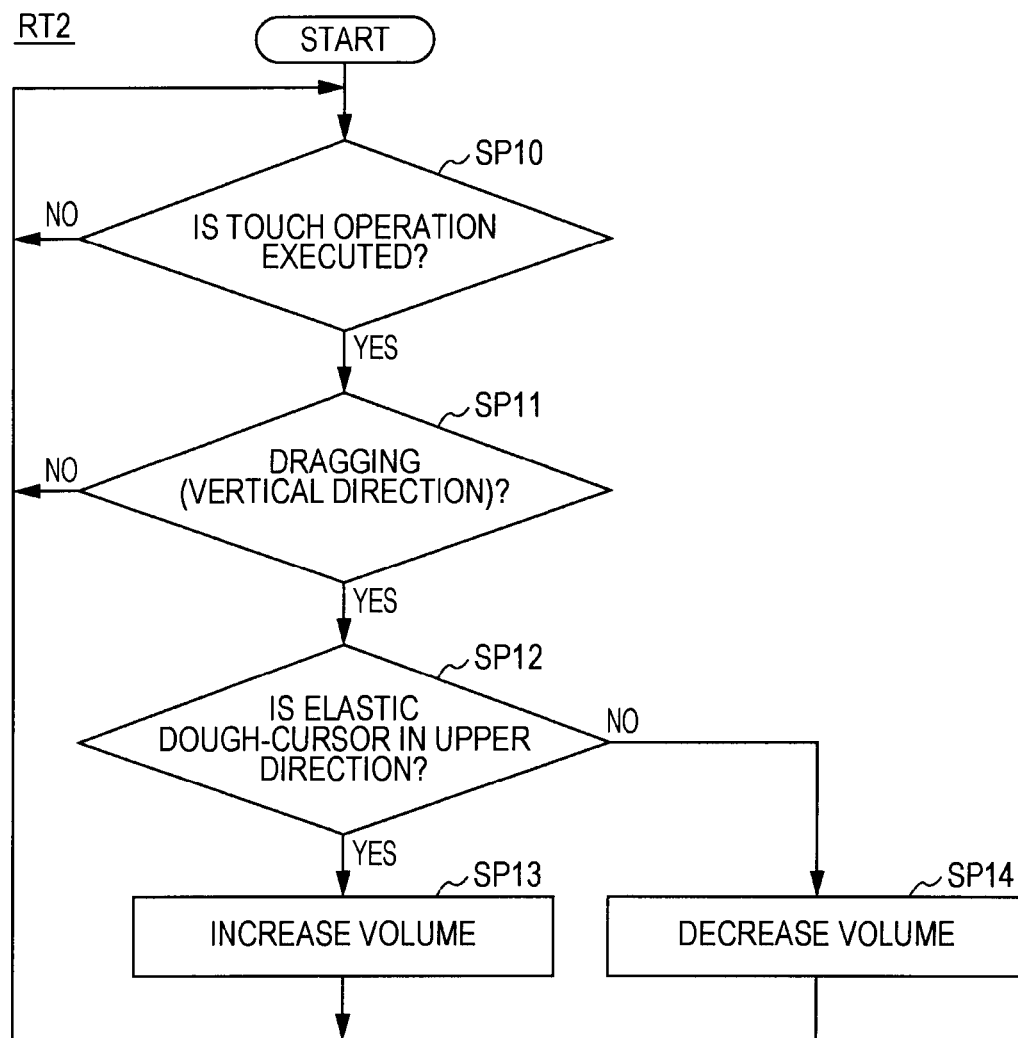 RT2
START
SP10
NO
IS TOUCH OPERATION
EXECUTED?
YES
SP11
NO
DRAGGING
(VERTICAL DIRECTION)?
YES
SP12
IS ELASTIC
DOUGH-CURSOR IN UPPER
DIRECTION?
NO
YES
SP13
SP14
INCREASE VOLUME
DECREASE VOLUME